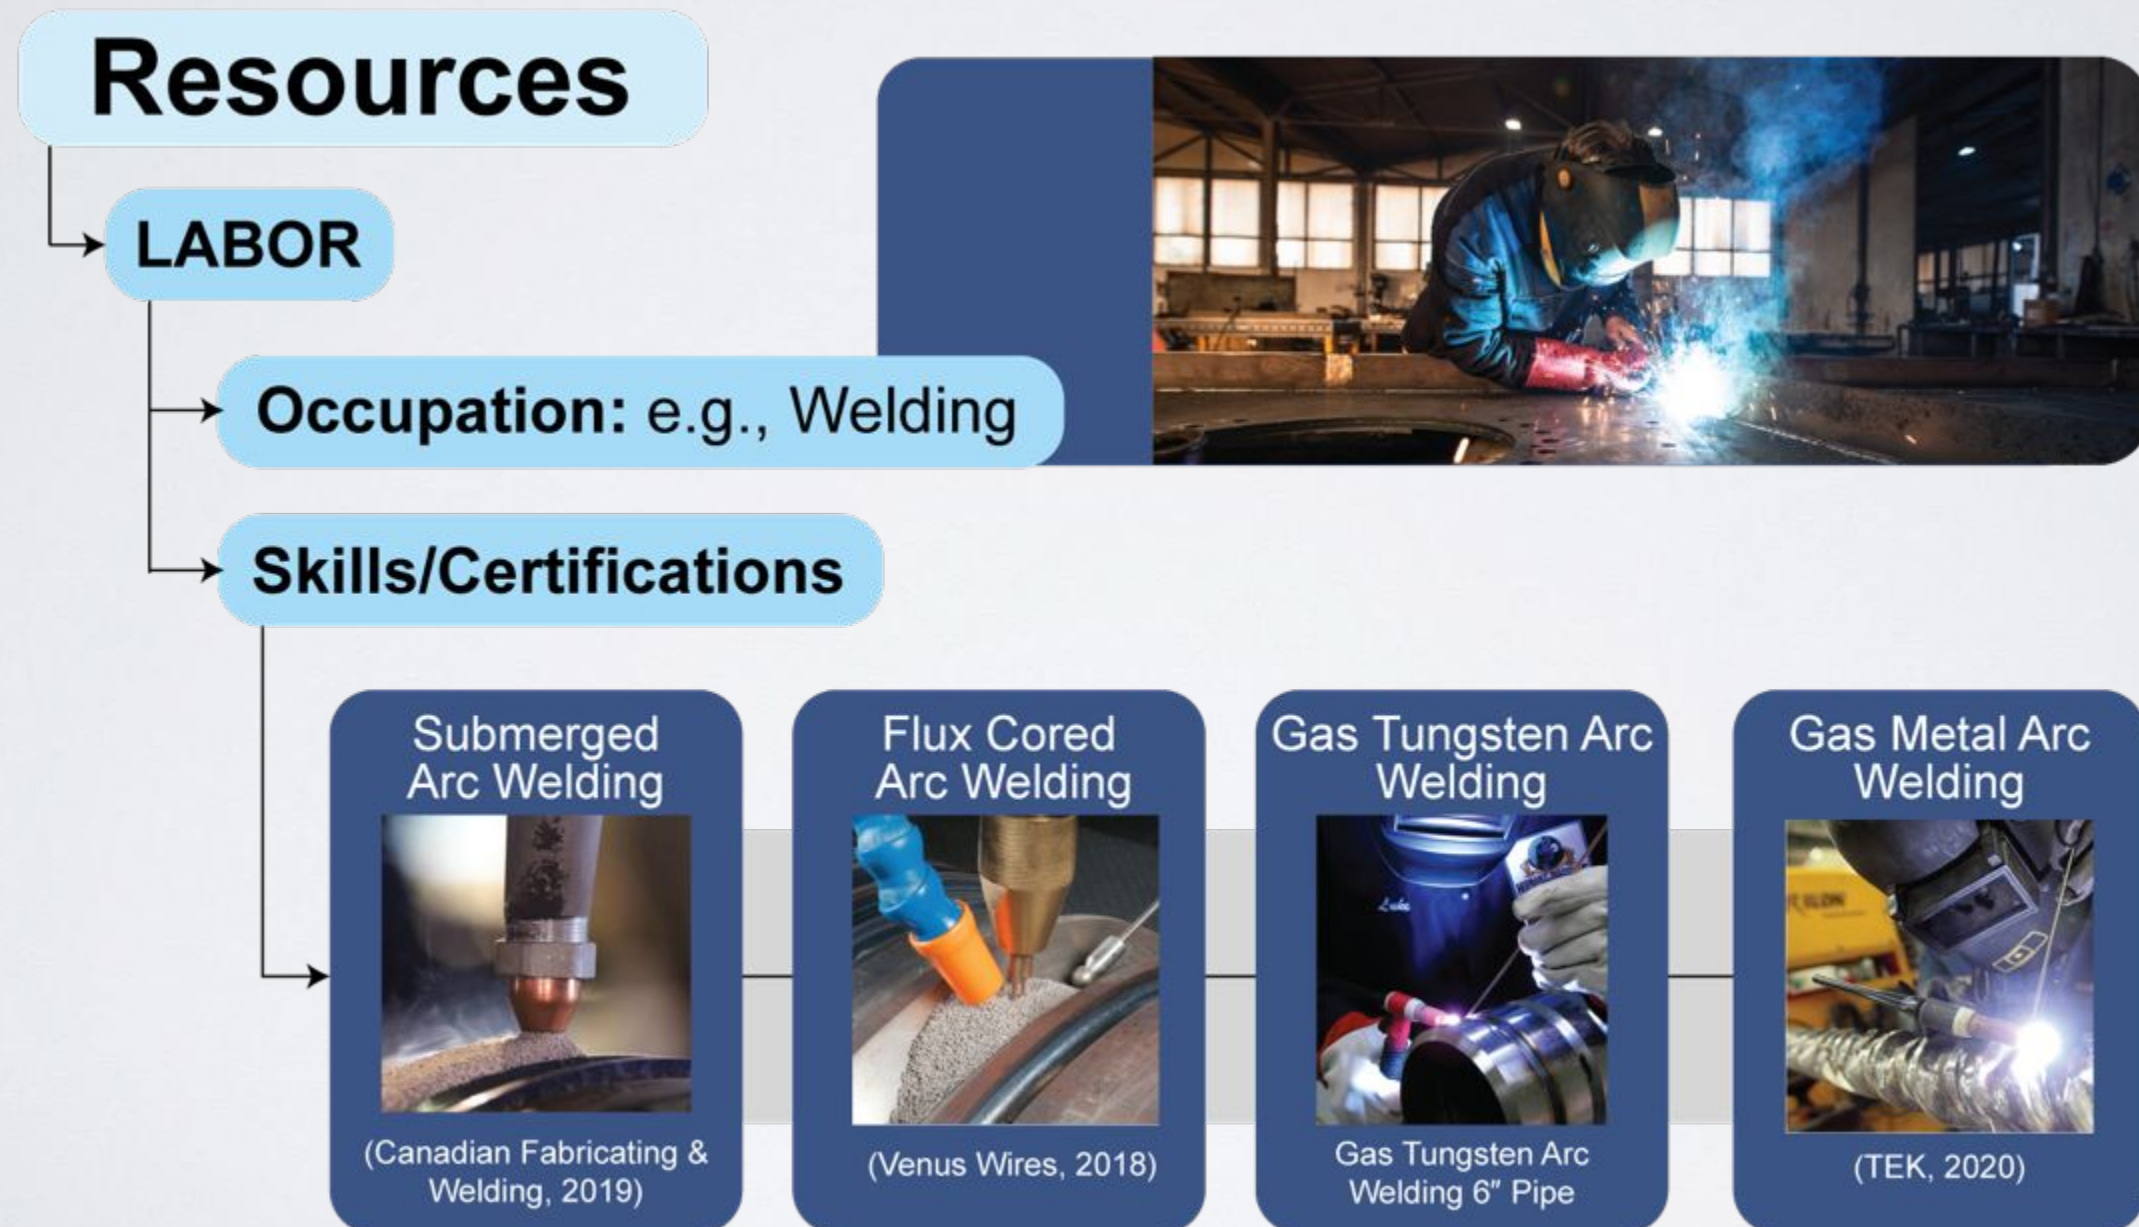 Resources
LABOR
Occupation: e.g., Welding
Skills/Certifications
Submerged
Arc Welding
(Canadian Fabricating &
Welding, 2019)
Flux Cored
Arc Welding
(Venus Wires, 2018)
Gas Tungsten Arc
Welding
Luke
Gas Tungsten Arc
Welding 6″ Pipe
Gas Metal Arc
Welding
(TEK, 2020)